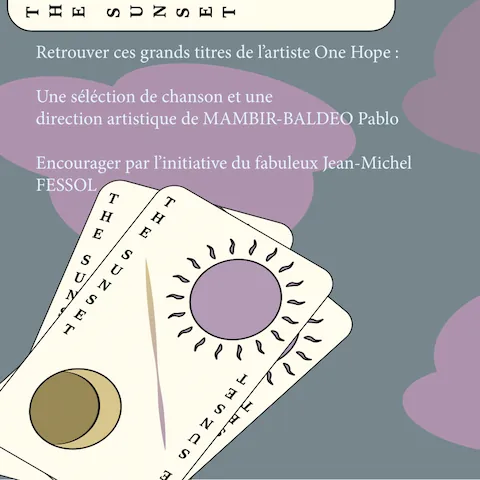 THE SUNSET
Retrouver ces grands titres de l'artiste One Hope :
Une séléction de chanson et une
direction artistique de MAMBIR-BALDEO Pablo
Encourager par l'initiative du fabuleux Jean-Michel
FESSOL
THE SUNSET
THE SUNSET
THE SUNSET